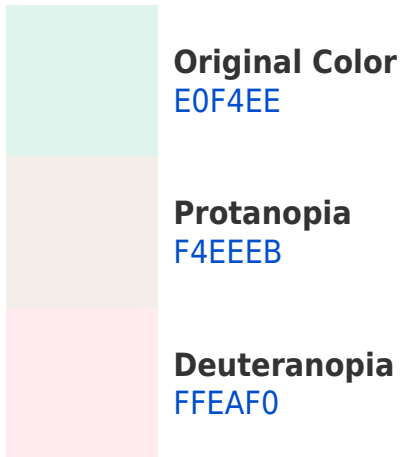 Original Color
E0F4EE
Protanopia
F4EEEB
Deuteranopia
FFEAF0